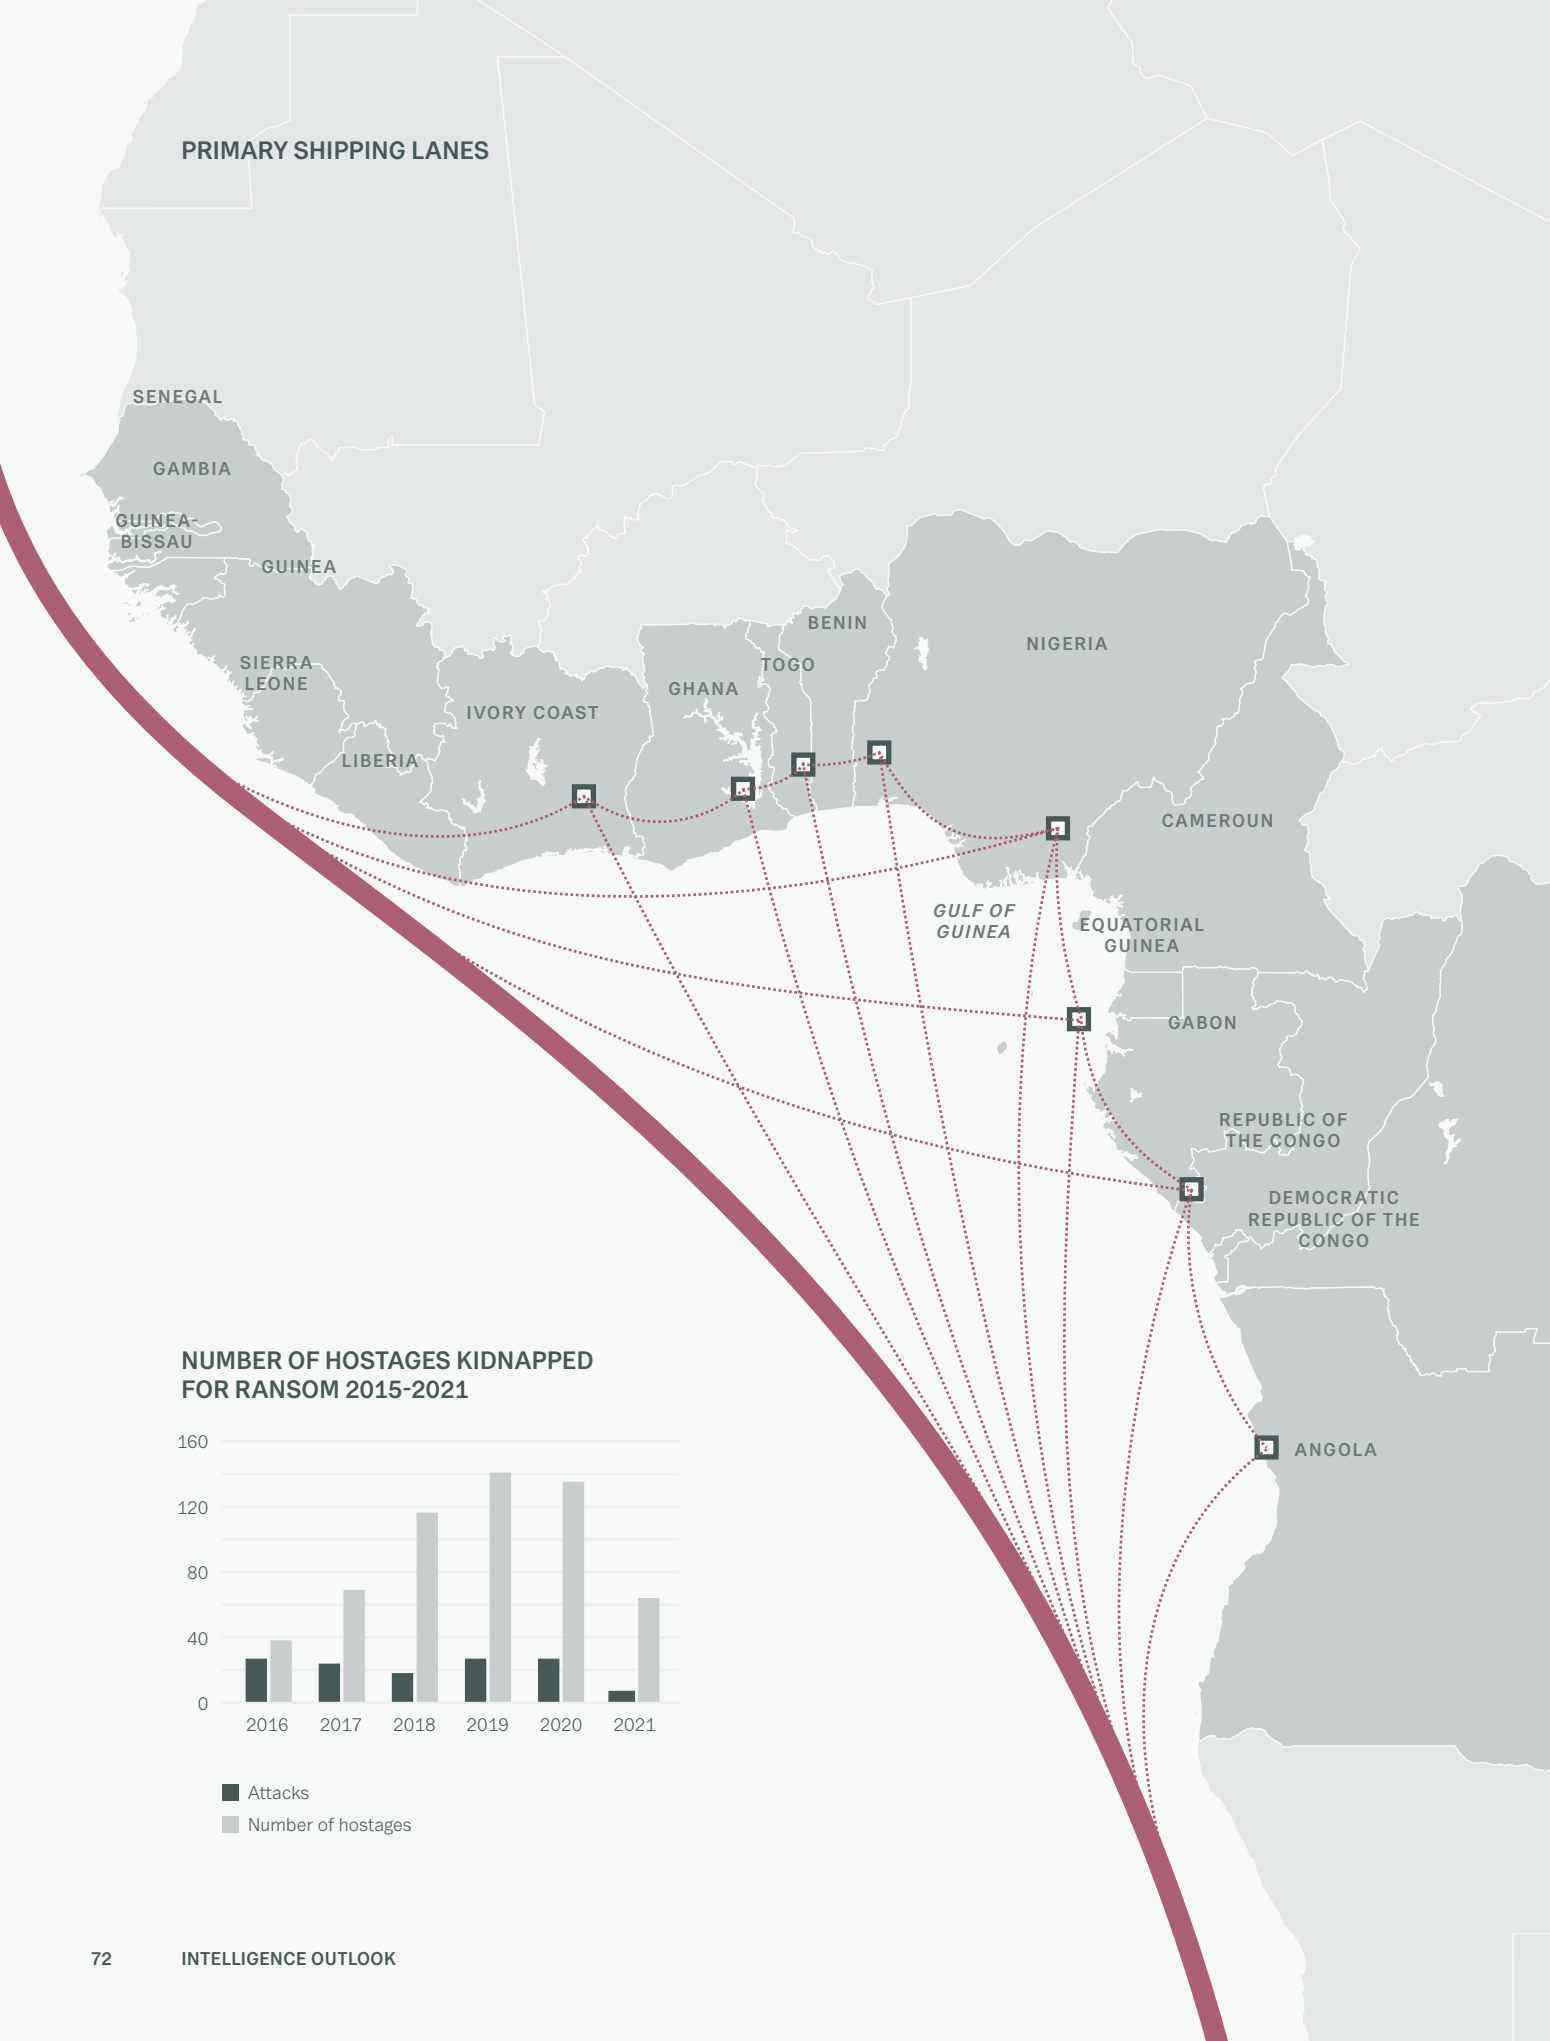 PRIMARY SHIPPING LANES
SENEGAL
GAMBIA
GUINEA-
BISSAU
GUINEA
SIERRA
LEONE
LIBERIA
IVORY COAST
GHANA
TOGO
BENIN
NIGERIA
CAMEROUN
GULF OF
GUINEA
EQUATORIAL
GUINEA
GABON
REPUBLIC OF
THE CONGO
DEMOCRATIC
REPUBLIC OF THE
CONGO
ANGOLA
NUMBER OF HOSTAGES KIDNAPPED
FOR RANSOM 2015-2021
160
120
80
40
0
2016 2017 2018 2019 2020 2021
Attacks
Number of hostages
72 INTELLIGENCE OUTLOOK